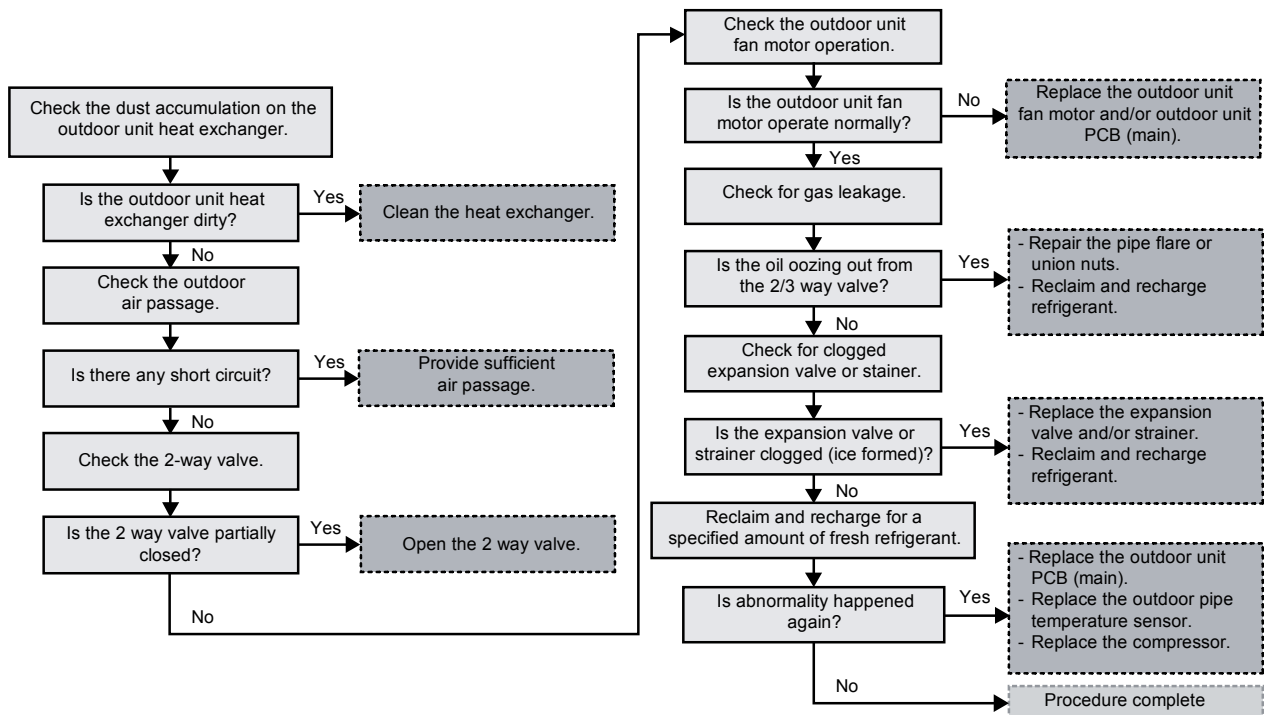 Check the dust accumulation on the
outdoor unit heat exchanger.
Is the outdoor unit heat
exchanger dirty?
Yes
Clean the heat exchanger.
No
Check the outdoor
air passage.
Is there any short circuit?
Yes
Provide sufficient
air passage.
No
Check the 2-way valve.
Is the 2 way valve partially
closed?
Yes
Open the 2 way valve.
No
Check the outdoor unit
fan motor operation.
Is the outdoor unit fan
motor operate normally?
No
Replace the outdoor unit
fan motor and/or outdoor unit
PCB (main).
Yes
Check for gas leakage.
Is the oil oozing out from
the 2/3 way valve?
Yes
- Repair the pipe flare or
union nuts.
- Reclaim and recharge
refrigerant.
No
Check for clogged
expansion valve or stainer.
Is the expansion valve or
strainer clogged (ice formed)?
Yes
- Replace the expansion
valve and/or strainer.
- Reclaim and recharge
refrigerant.
No
Reclaim and recharge for a
specified amount of fresh refrigerant.
Is abnormality happened
again?
Yes
- Replace the outdoor unit
PCB (main).
- Replace the outdoor pipe
temperature sensor.
- Replace the compressor.
No
Procedure complete